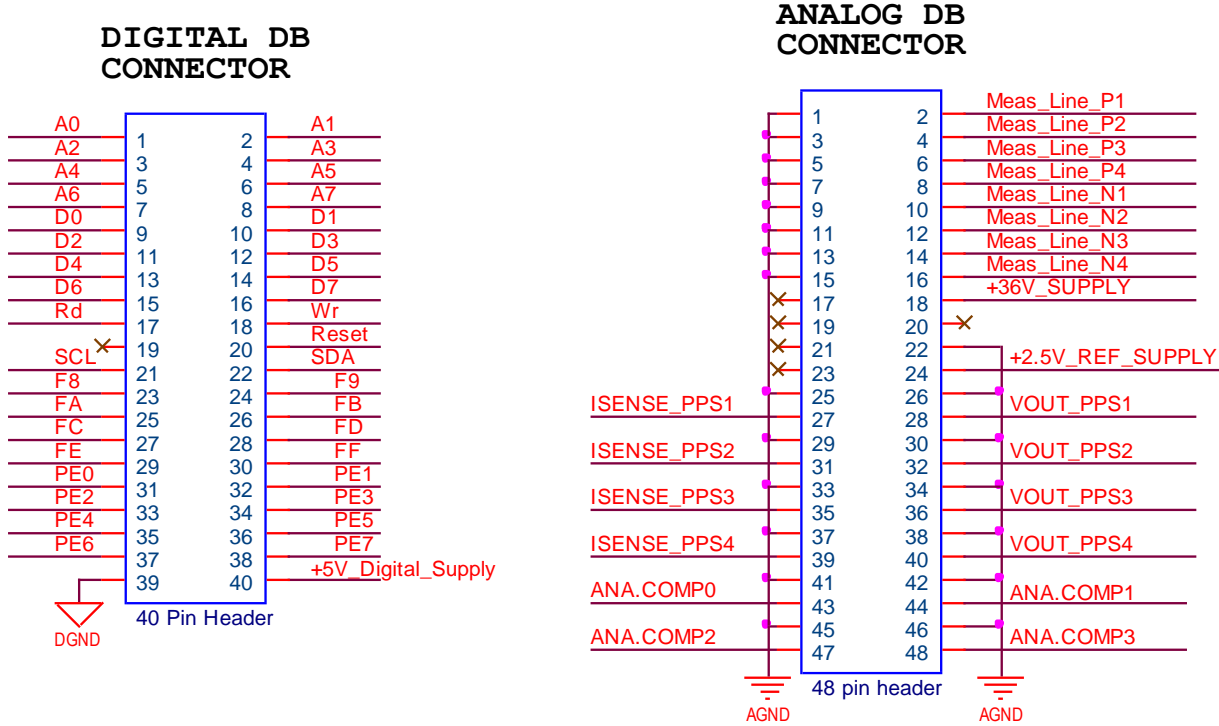 DIGITAL DB
CONNECTOR
A0 1 2 A1
A2 3 4 A3
A4 5 6 A5
A6 7 8 A7
D0 9 10 D1
D2 11 12 D3
D4 13 14 D5
D6 15 16 D7
Rd 17 18 Wr
19 20 Reset
SCL 21 22 SDA
F8 23 24 F9
FA 25 26 FB
FC 27 28 FD
FE 29 30 FF
PE0 31 32 PE1
PE2 33 34 PE3
PE4 35 36 PE5
PE6 37 38 PE7
39 40 +5V_Digital_Supply
DGND
40 Pin Header
ANALOG DB
CONNECTOR
1 2 Meas_Line_P1
3 4 Meas_Line_P2
5 6 Meas_Line_P3
7 8 Meas_Line_P4
9 10 Meas_Line_N1
11 12 Meas_Line_N2
13 14 Meas_Line_N3
15 16 Meas_Line_N4
17 18 +36V_SUPPLY
19 20
21 22
23 24 +2.5V_REF_SUPPLY
25 26
ISENSE_PPS1 27 28 VOUT_PPS1
29 30
ISENSE_PPS2 31 32 VOUT_PPS2
33 34
ISENSE_PPS3 35 36 VOUT_PPS3
37 38
ISENSE_PPS4 39 40 VOUT_PPS4
41 42
ANA.COMP0 43 44 ANA.COMP1
45 46
ANA.COMP2 47 48 ANA.COMP3
48 pin header
AGND AGND